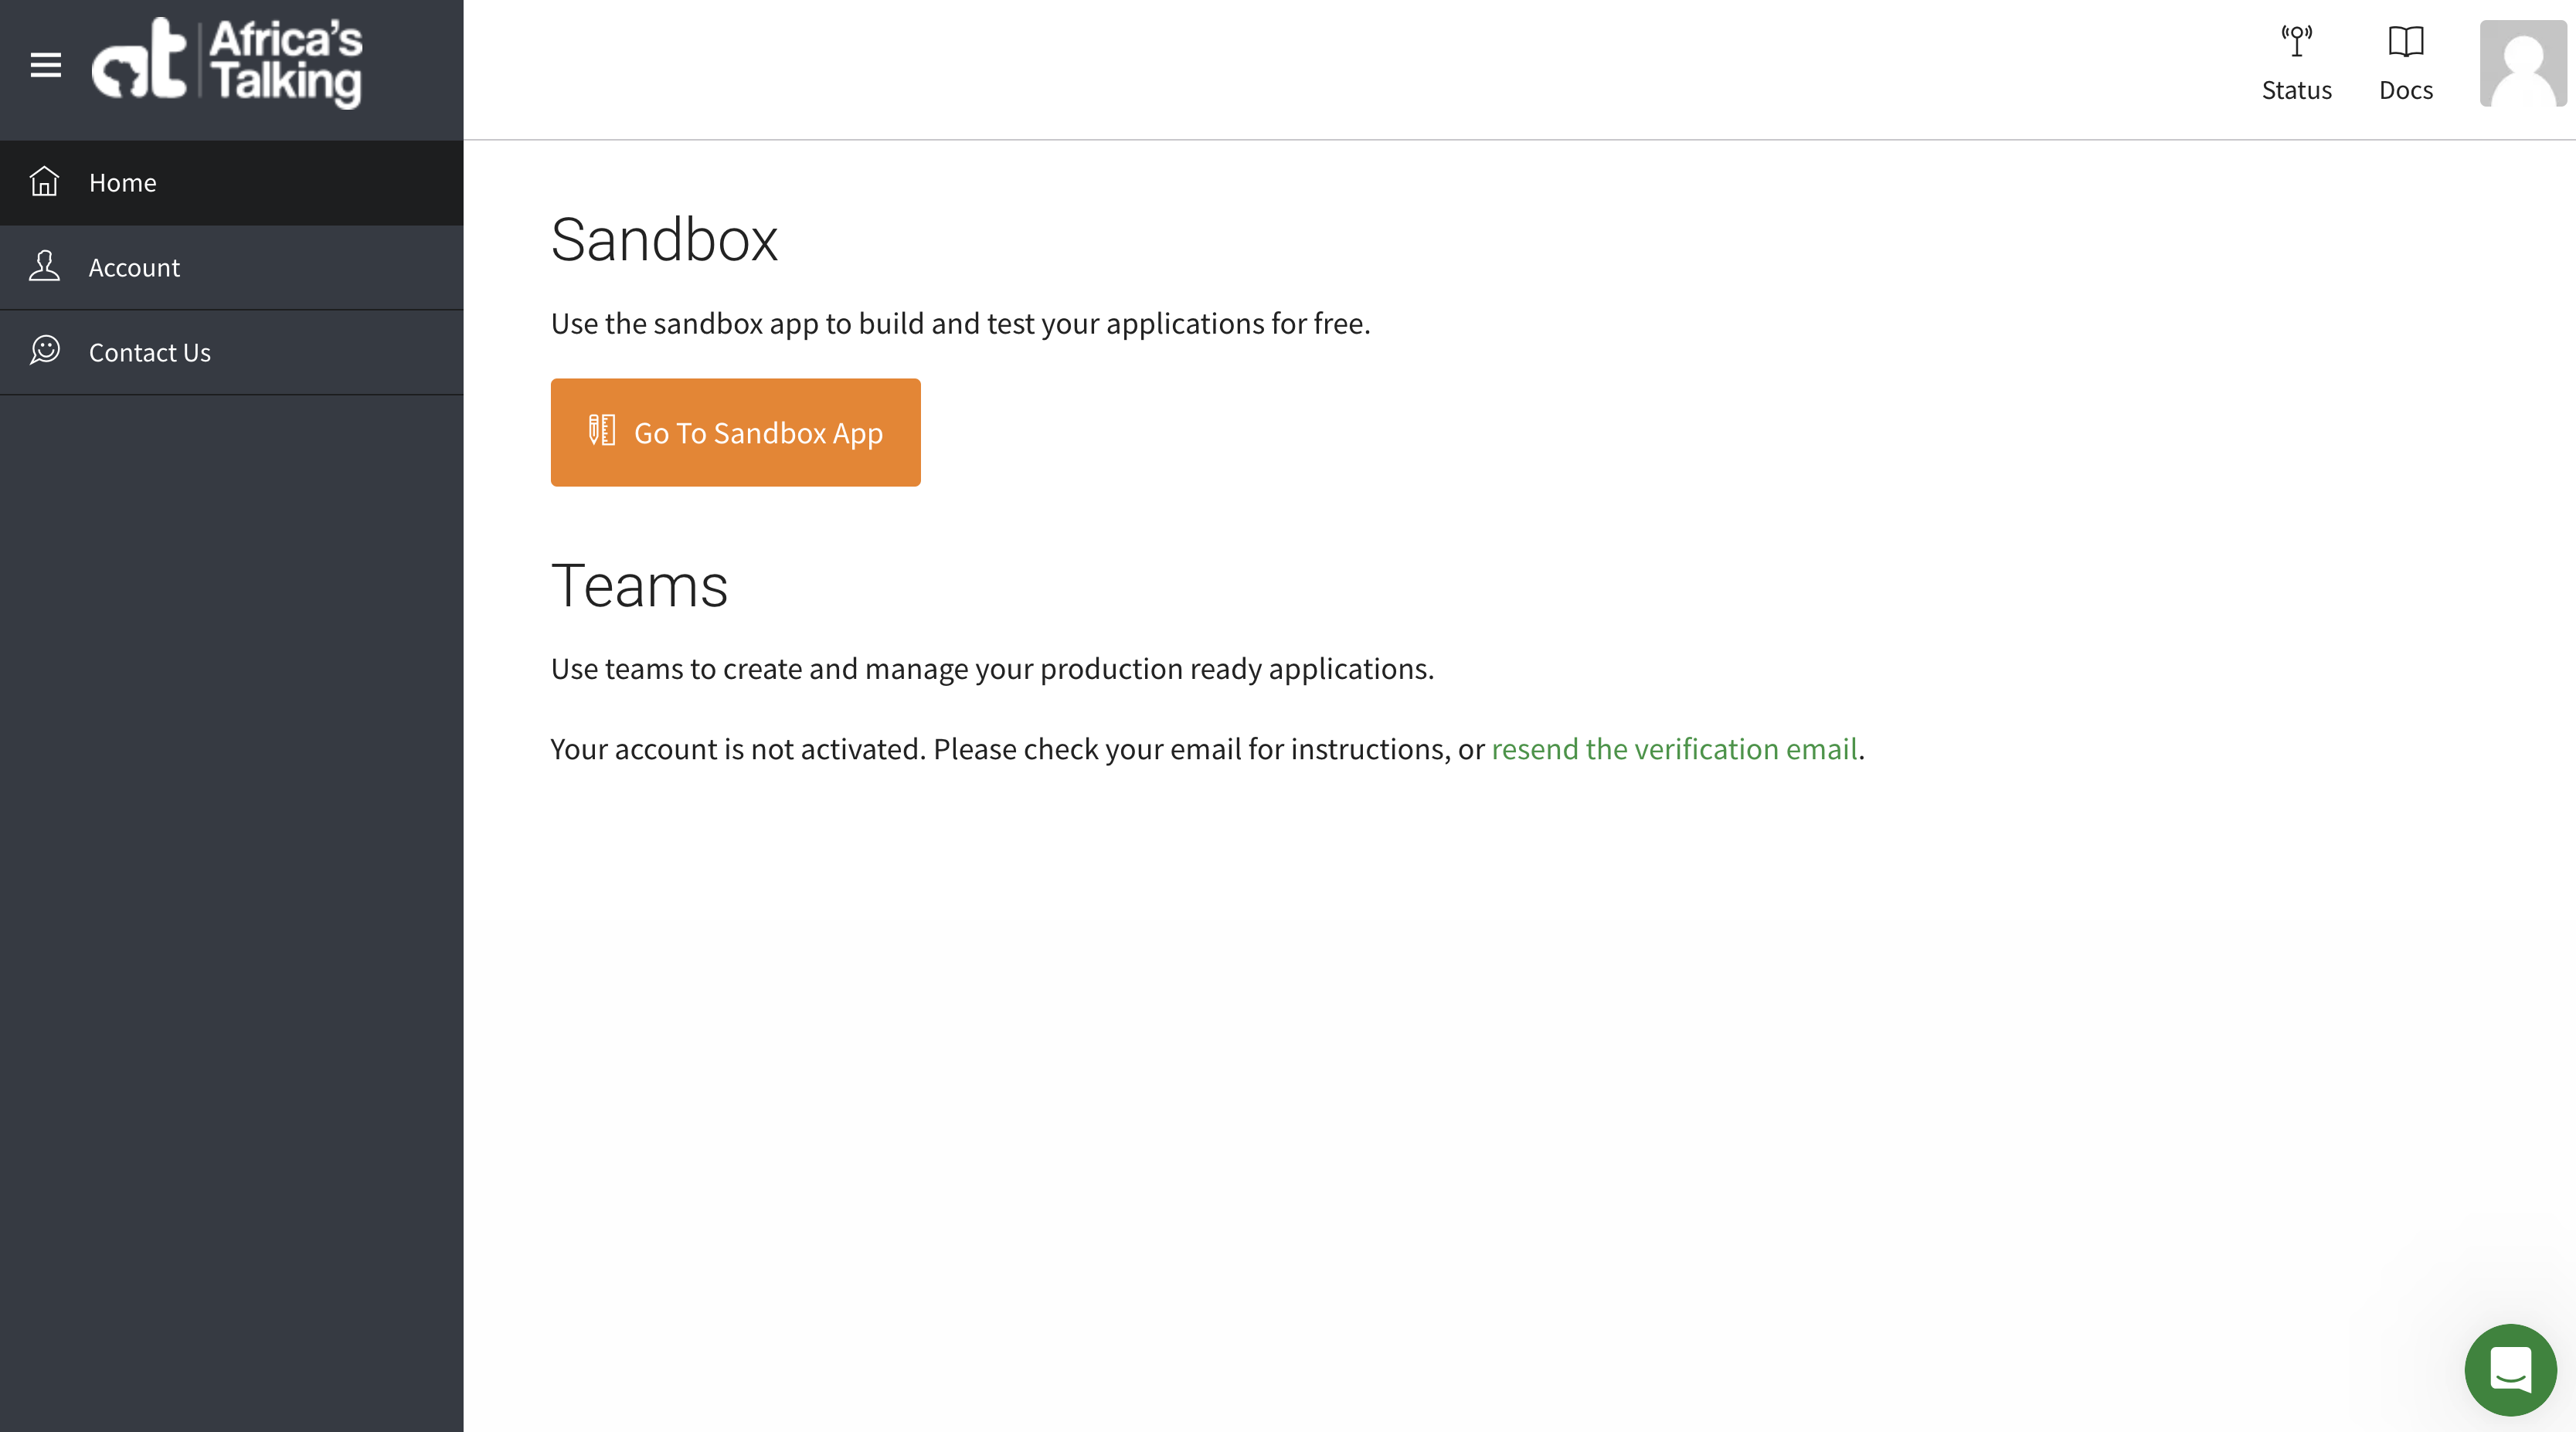 at Africa's
Talking
Status
Docs
Home
Account
Contact Us
Sandbox
Use the sandbox app to build and test your applications for free.
Go To Sandbox App
Teams
Use teams to create and manage your production ready applications.
Your account is not activated. Please check your email for instructions, or resend the verification email.